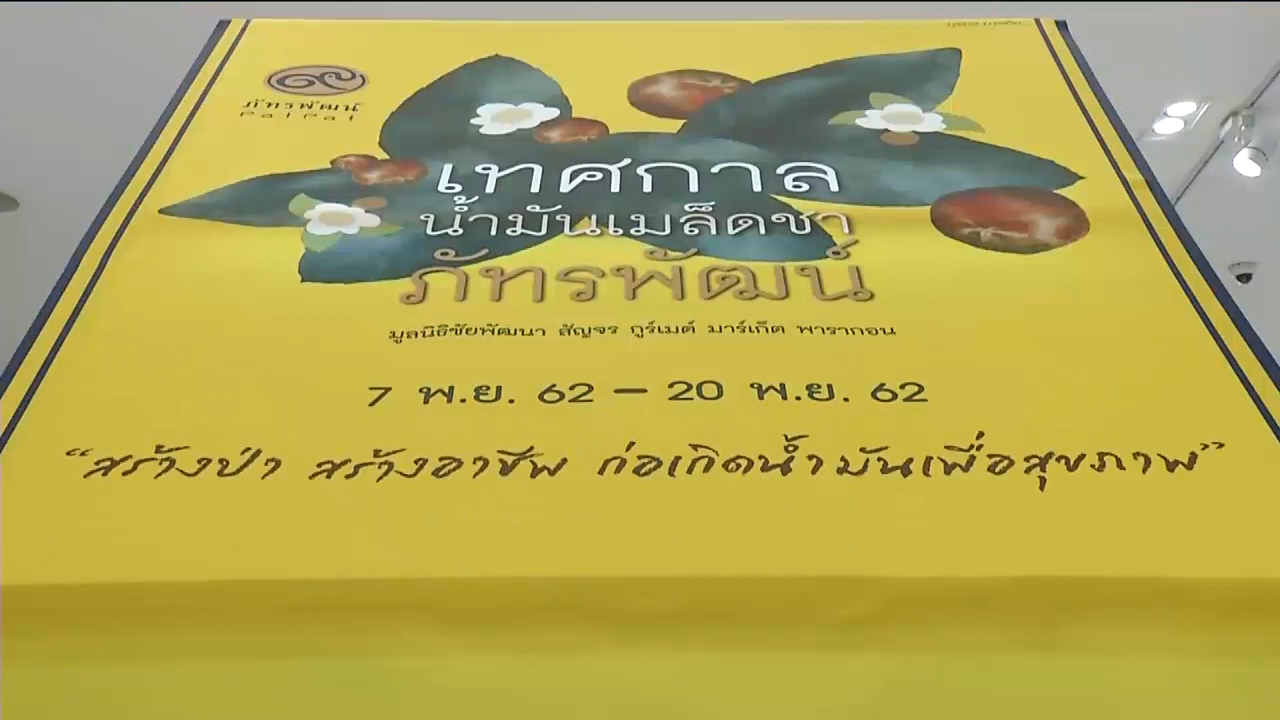 ภัทรพัฒน์
Pat Pat
เทศกาล
น้ำมันเมล็ดชา
ภัทรพัฒน์
มูลนิธิชัยพัฒนา สัญจร กูร์เมต์ มาร์เก็ต พารากอน
7 พ.ย. 62 – 20 พ.ย. 62
“สร้างป่า สร้างอาชีพ ก่อเกิดน้ำมันเพื่อสุขภาพ”